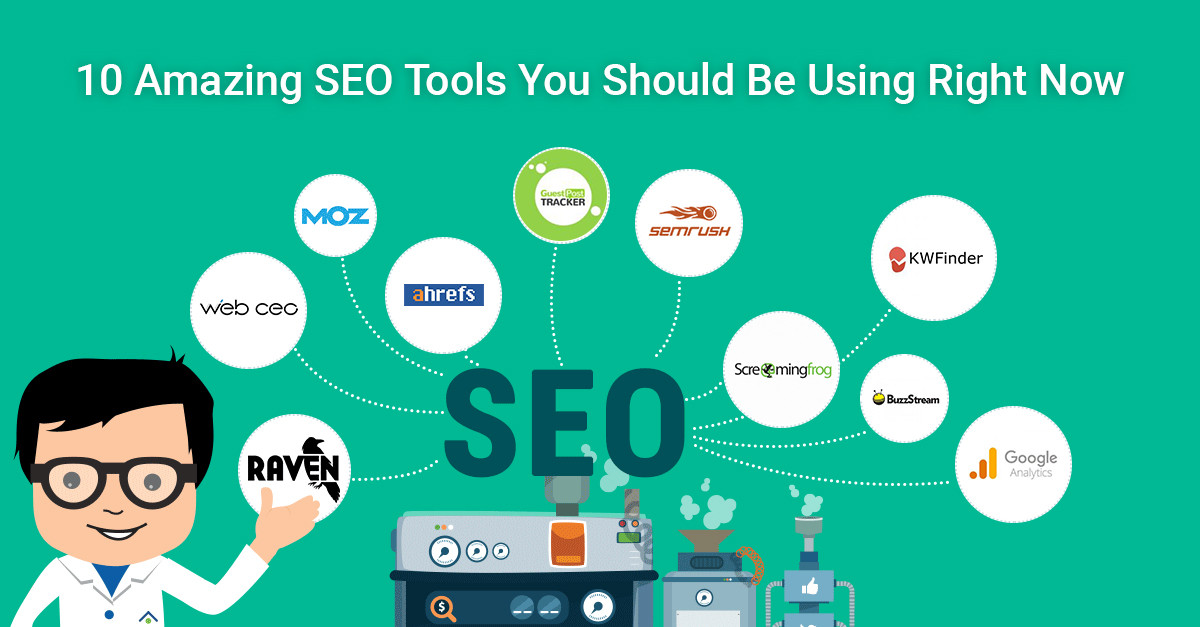 10 Amazing SEO Tools You Should Be Using Right Now
MOZ
GuestPost
TRACKER
semrush
KWFinder
web ceo
ahrefs
Screamingfrog
BuzzStream
RAVEN
SEO
Google
Analytics
$